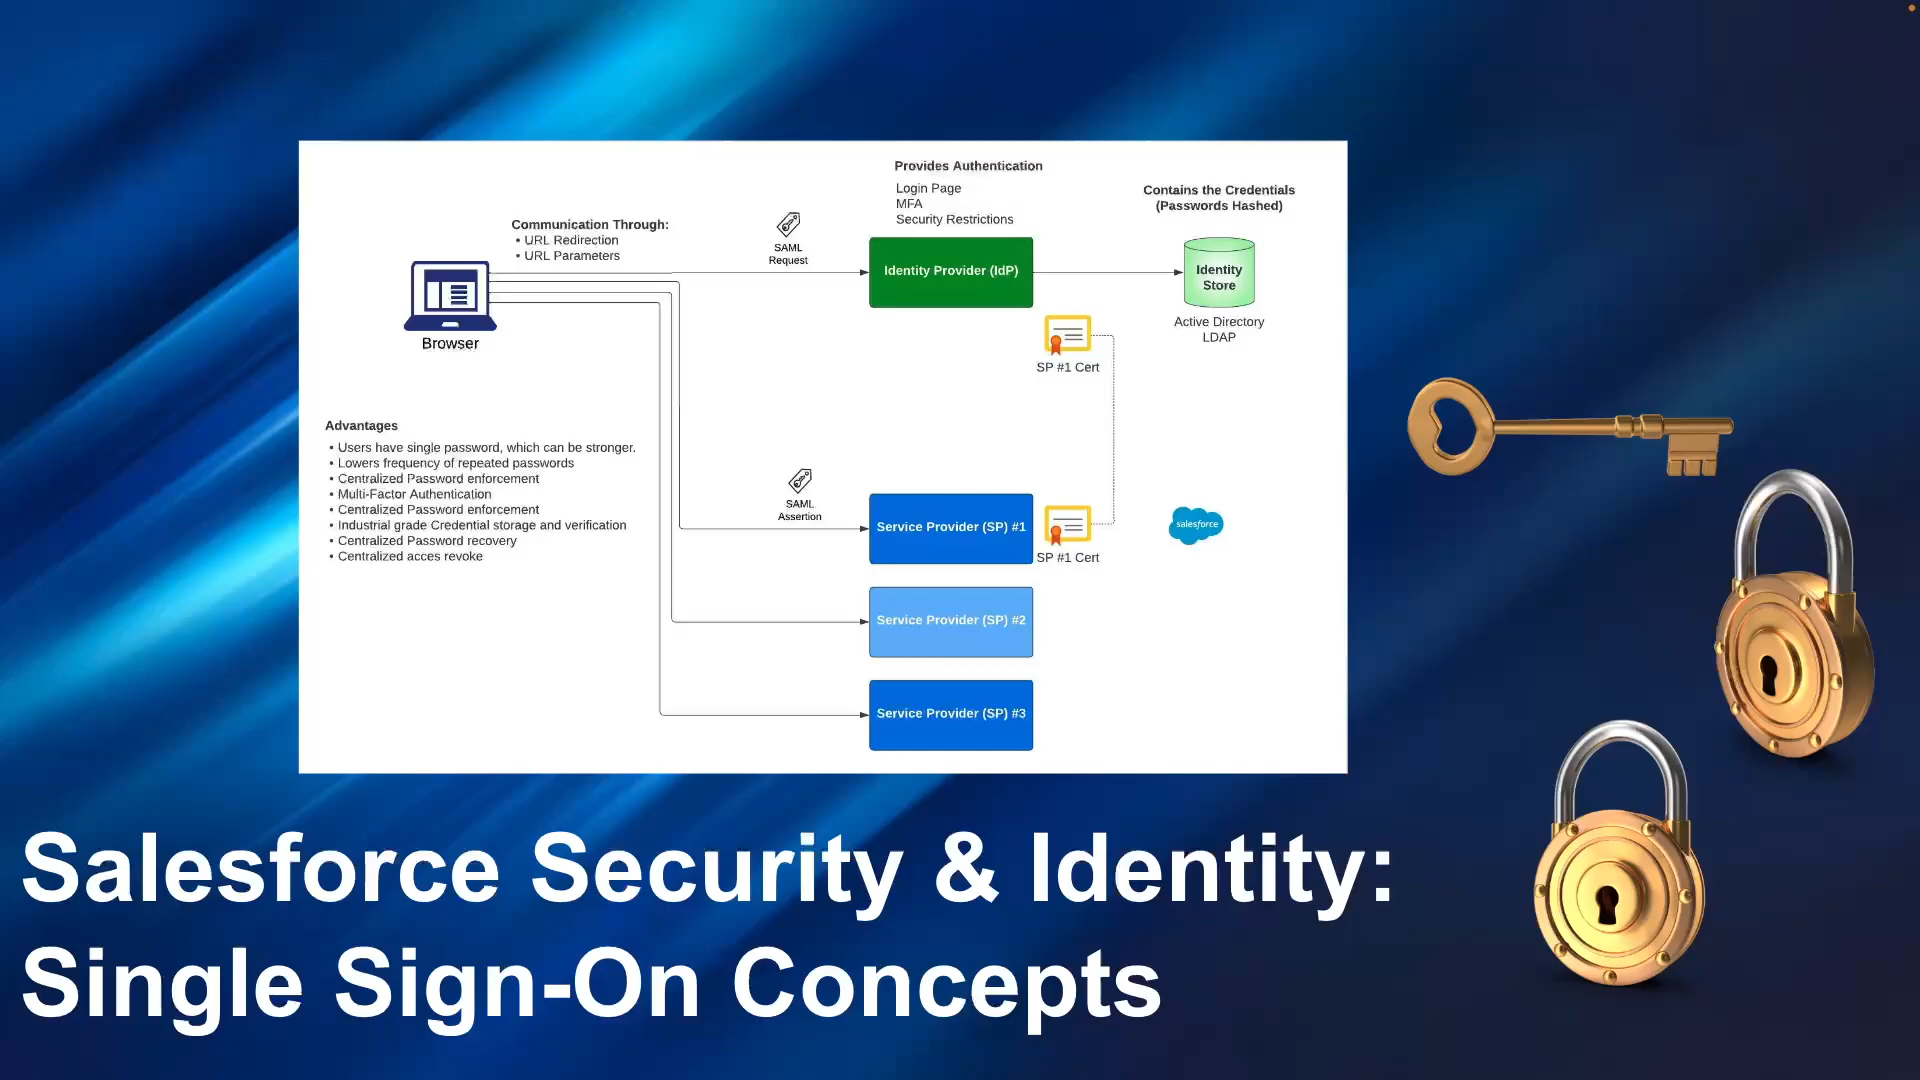 Provides Authentication
Login Page
MFA
Security Restrictions
Contains the Credentials
(Passwords Hashed)
Communication Through:
• URL Redirection
• URL Parameters
SAML
Request
Identity Provider (IdP)
Identity
Store
Active Directory
LDAP
Browser
SP #1 Cert
Advantages
• Users have single password, which can be stronger.
• Lowers frequency of repeated passwords
• Centralized Password enforcement
• Multi-Factor Authentication
• Centralized Password enforcement
• Industrial grade Credential storage and verification
• Centralized Password recovery
• Centralized acces revoke
SAML
Assertion
Service Provider (SP) #1
SP #1 Cert
salesforce
Service Provider (SP) #2
Service Provider (SP) #3
Salesforce Security & Identity:
Single Sign-On Concepts